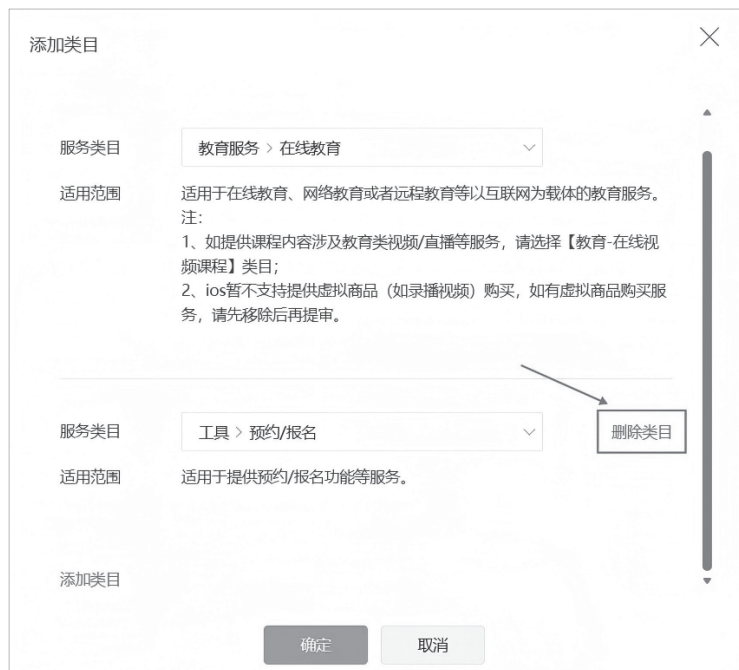 添加类目
服务类目 教育服务 > 在线教育
适用范围 适用于在线教育、网络教育或者远程教育等以互联网为载体的教育服务。
注：
1、如提供课程内容涉及教育类视频/直播等服务，请选择【教育-在线视
频课程】类目；
2、ios暂不支持提供虚拟商品（如录播视频）购买，如有虚拟商品购买服
务，请先移除后再提审。
服务类目 工具 > 预约/报名 删除类目
适用范围 适用于提供预约/报名功能等服务。
添加类目
确定 取消